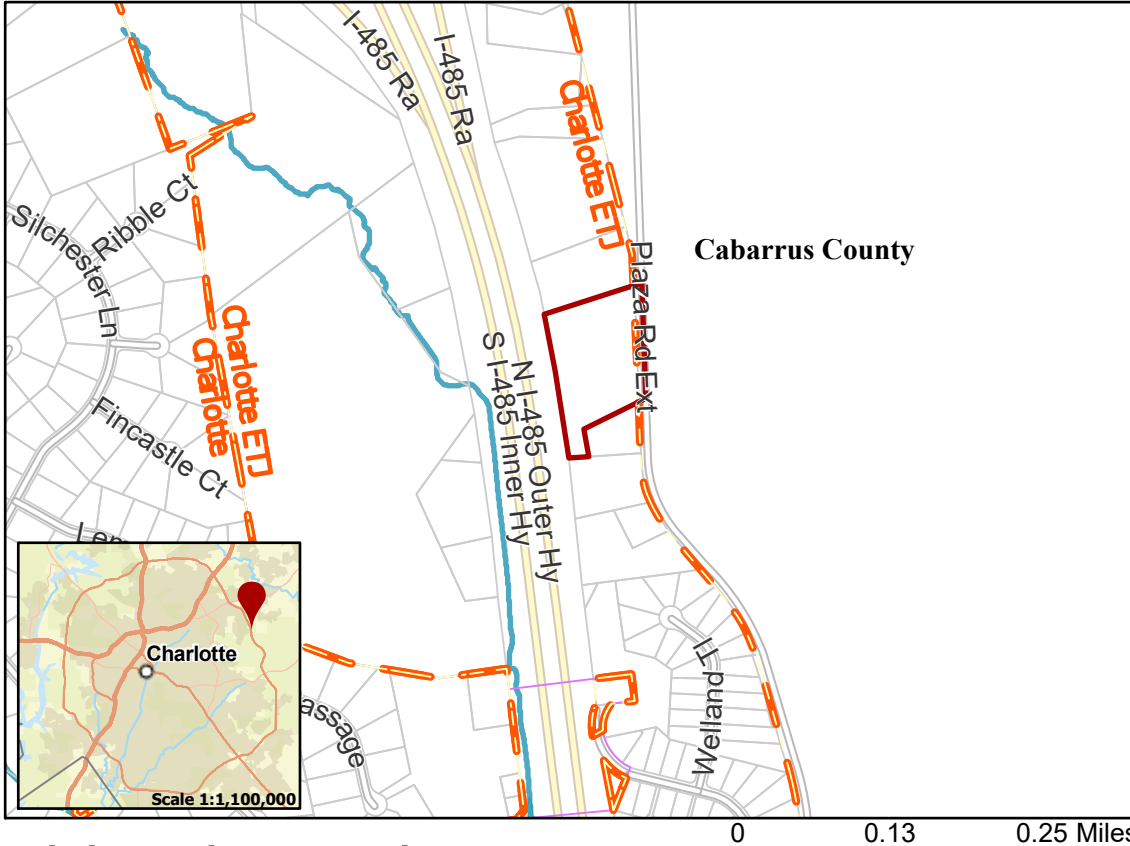 I-485 Ra
I-485 Ra
Charlotte ETJ
Ribble Ct
Silchester Ln
Plaza Rd Ext
Cabarrus County
Charlotte ETJ
Charlotte
S I-485 Inner Hy
N I-485 Outer Hy
Fincastle Ct
Charlotte
Scale 1:1,100,000
assage
Welland Tl
0 0.13 0.25 Miles